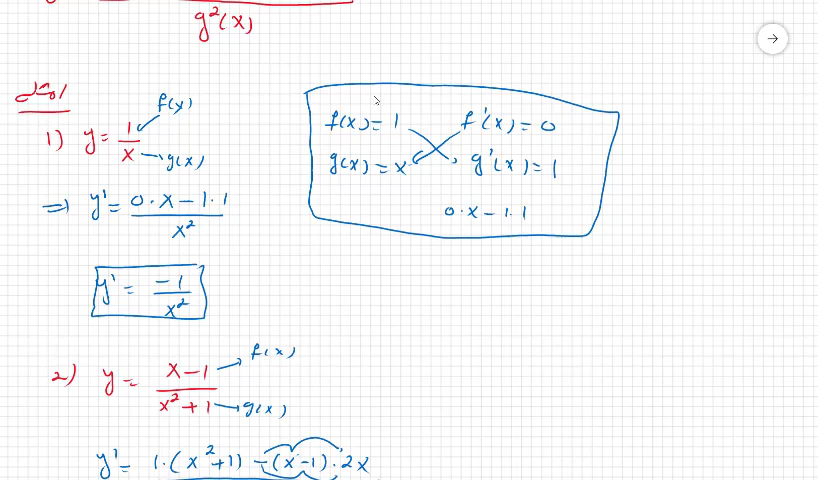 g²(x)
1) y = 1/x
f(x)
g(x)
⇒ y' = (0·x − 1·1)/x²
y' = −1/x²
f(x) = 1 f'(x) = 0
g(x) = x g'(x) = 1
0·x − 1·1
2) y = (x−1)/(x²+1)
f(x)
g(x)
y' = 1·(x²+1) − (x−1)·2x